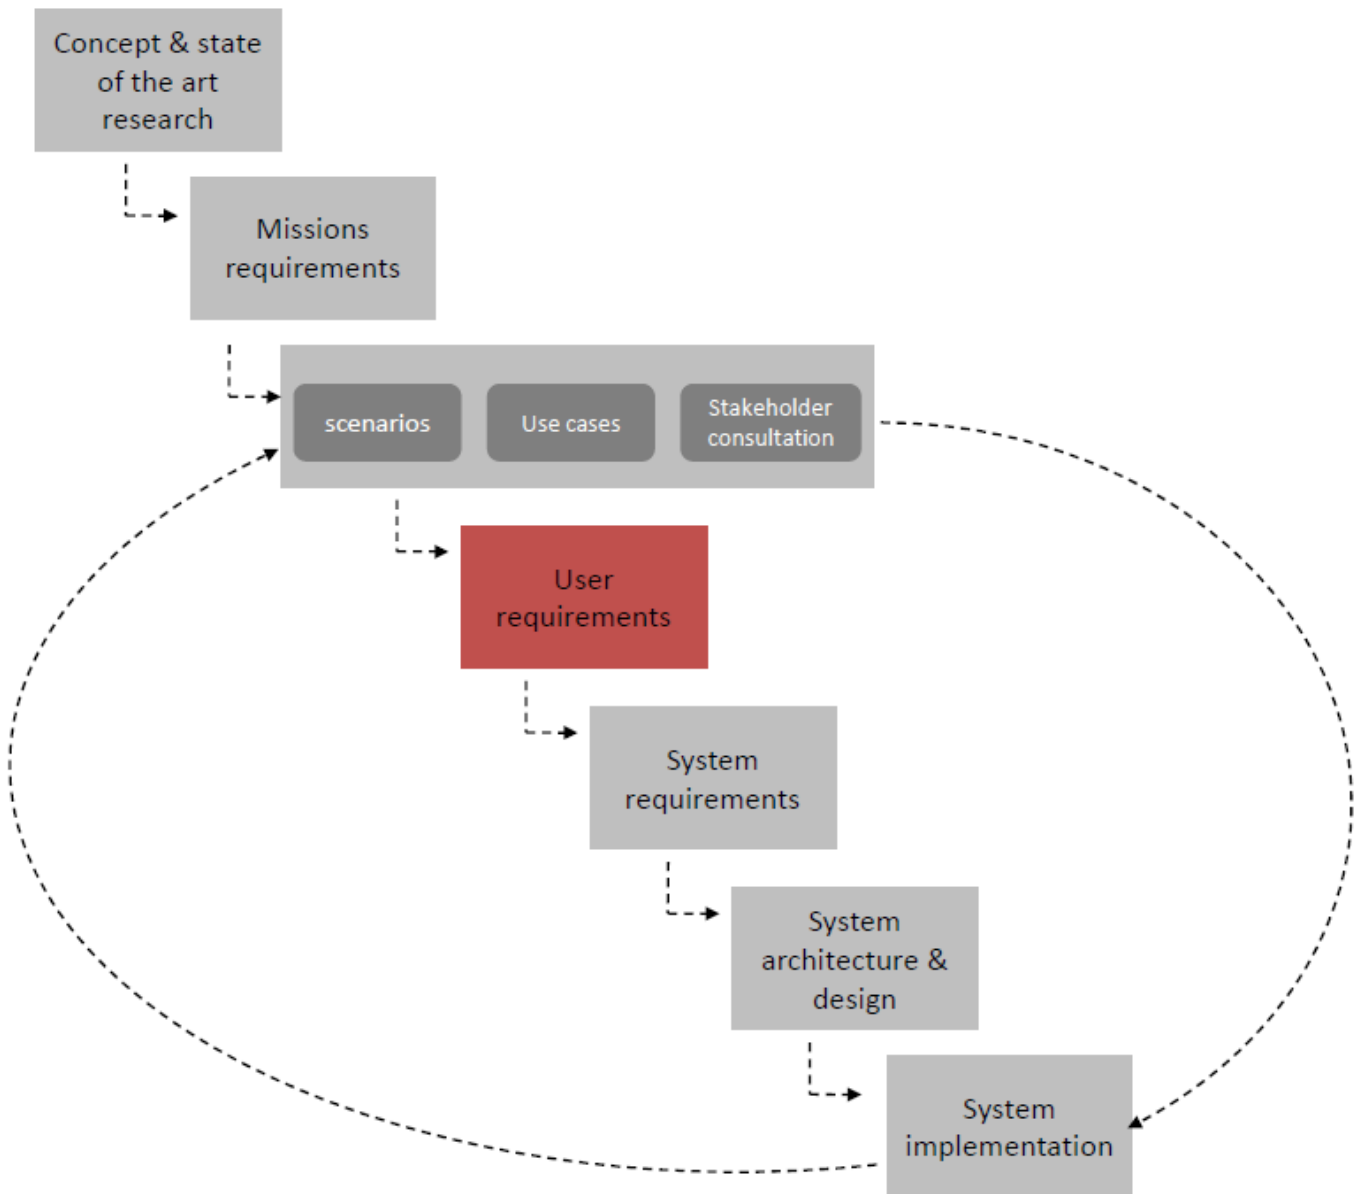 Concept & state
of the art
research
Missions
requirements
scenarios
Use cases
Stakeholder
consultation
User
requirements
System
requirements
System
architecture &
design
System
implementation